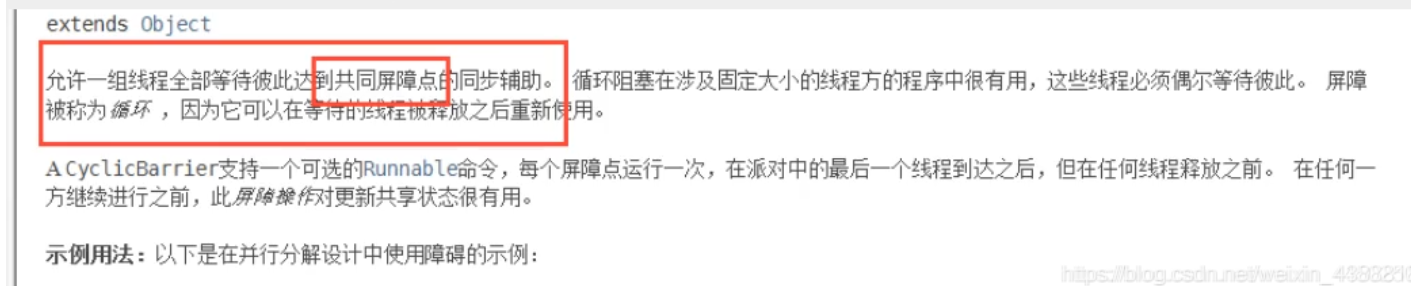 extends Object
允许一组线程全部等待彼此达到共同屏障点的同步辅助。 循环阻塞在涉及固定大小的线程方的程序中很有用，这些线程必须偶尔等待彼此。 屏障
被称为循环 ，因为它可以在等待的线程被释放之后重新使用。
A CyclicBarrier支持一个可选的Runnable命令，每个屏障点运行一次，在派对中的最后一个线程到达之后，但在任何线程释放之前。 在任何一
方继续进行之前，此屏障操作对更新共享状态很有用。
示例用法：以下是在并行分解设计中使用障碍的示例：